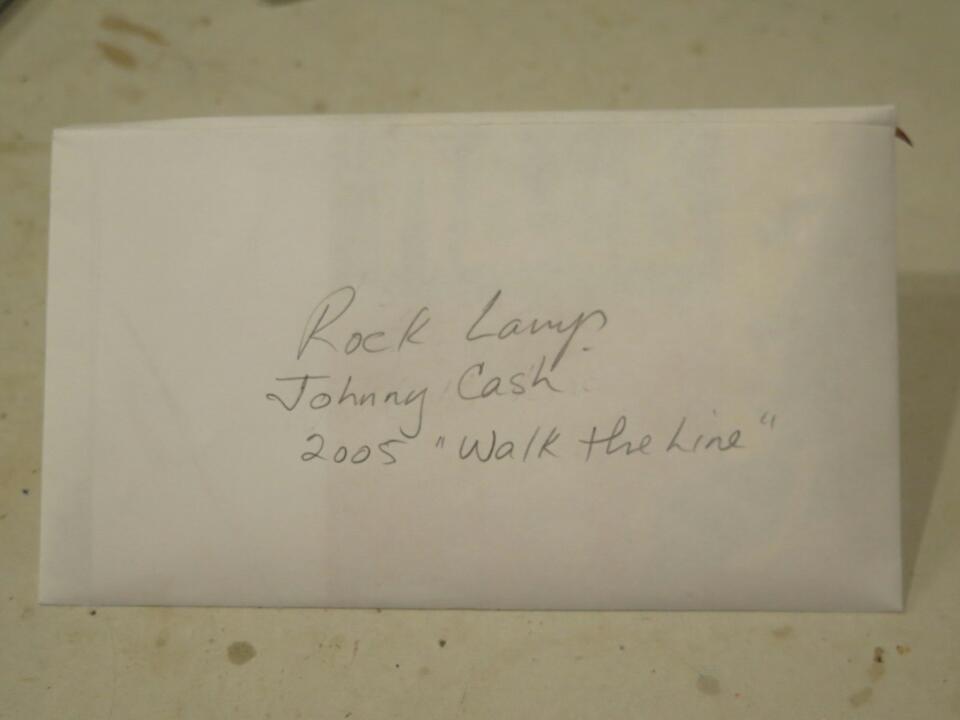 Rock Lamp
Johnny Cash
2005 "Walk the Line"